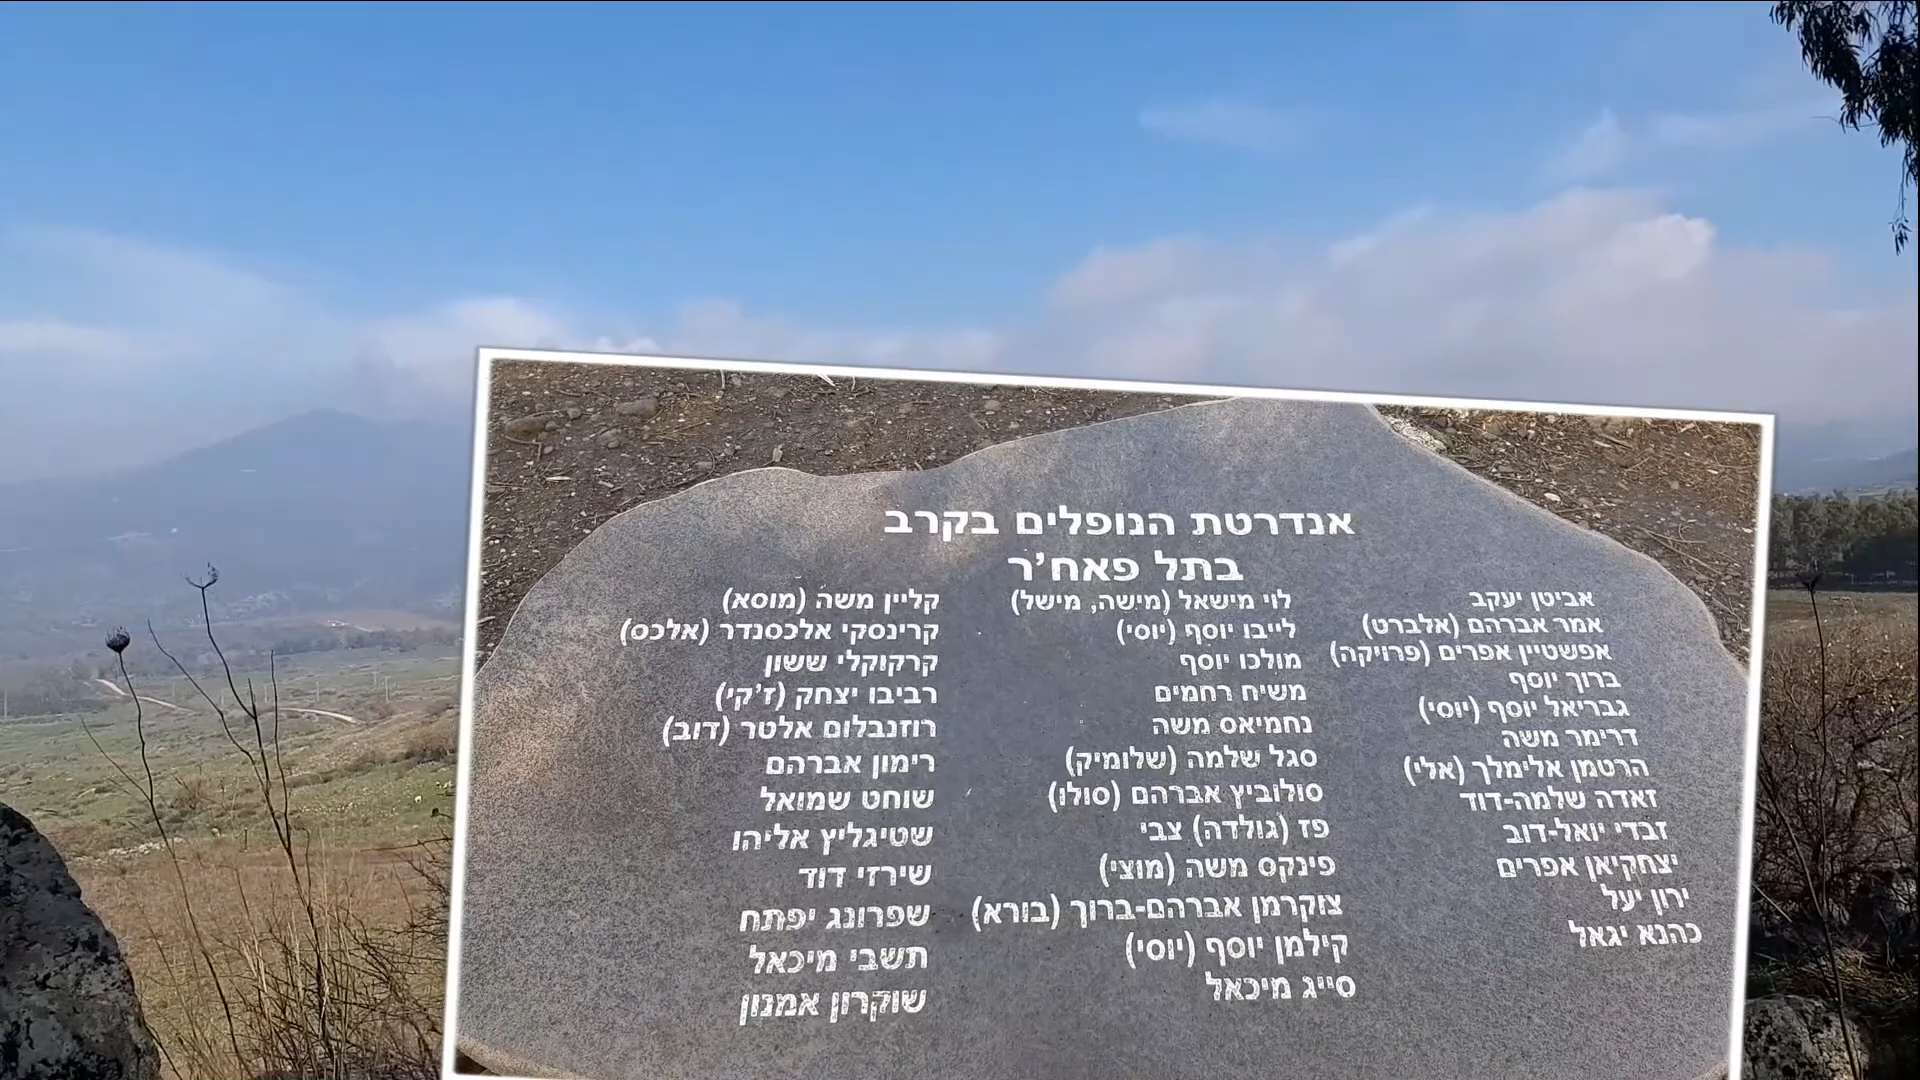 אנדרטת הנופלים בקרב
בתל פאח'ר
אביטן יעקב
אמר אברהם (אלברט)
אפשטיין אפרים (פרויקה)
ברוך יוסף
גבריאל יוסף (יוסי)
דרימר משה
הרטמן אלימלך (אלי)
זאדה שלמה-דוד
זבדי יואל-דוב
יצחקיאן אפרים
ירון יעל
כהנא יגאל
לוי מישאל (מישה, מישל)
לייבו יוסף (יוסי)
מולכו יוסף
משיח רחמים
נחמיאס משה
סגל שלמה (שלומיק)
סולוביץ אברהם (סולו)
פז (גולדה) צבי
פינקס משה (מוצי)
צוקרמן אברהם-ברוך (בורא)
קילמן יוסף (יוסי)
סייג מיכאל
קליין משה (מוסא)
קרינסקי אלכסנדר (אלכס)
קרקוקלי ששון
רביבו יצחק (ז'קי)
רוזנבלום אלטר (דוב)
רימון אברהם
שוחט שמואל
שטיגליץ אליהו
שירזי דוד
שפרונג יפתח
תשבי מיכאל
שוקרון אמנון